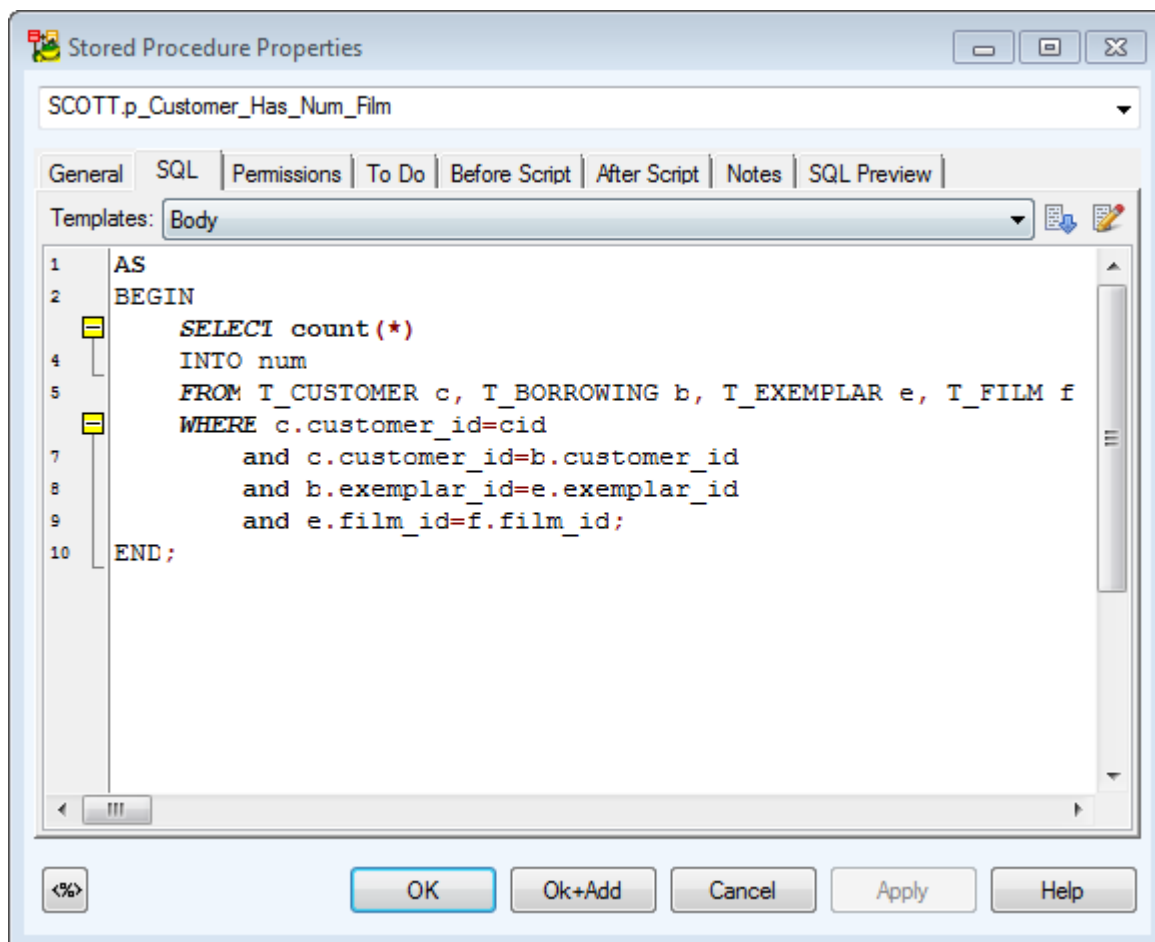 Stored Procedure Properties
SCOTT.p_Customer_Has_Num_Film
General SQL Permissions To Do Before Script After Script Notes SQL Preview
Templates: Body
1 AS
2 BEGIN
SELECT count(*)
4 INTO num
5 FROM T_CUSTOMER c, T_BORROWING b, T_EXEMPLAR e, T_FILM f
WHERE c.customer_id=cid
7 and c.customer_id=b.customer_id
8 and b.exemplar_id=e.exemplar_id
9 and e.film_id=f.film_id;
10 END;
<%> OK Ok+Add Cancel Apply Help